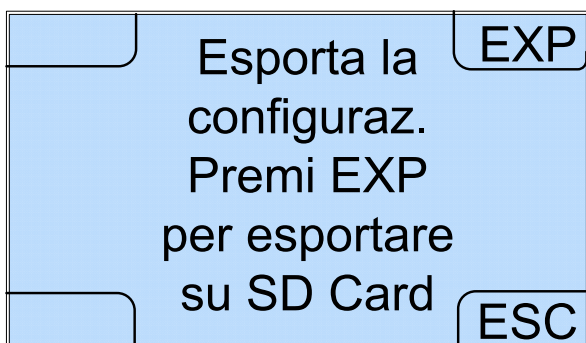 EXP
Esporta la
configuraz.
Premi EXP
per esportare
su SD Card
ESC